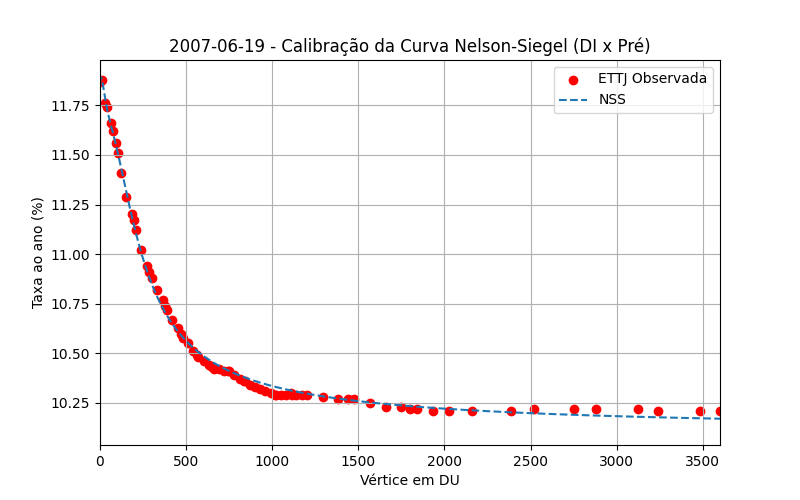 2007-06-19 - Calibração da Curva Nelson-Siegel (DI x Pré)
ETTJ Observada
NSS
Taxa ao ano (%)
11.75
11.50
11.25
11.00
10.75
10.50
10.25
0 500 1000 1500 2000 2500 3000 3500
Vértice em DU